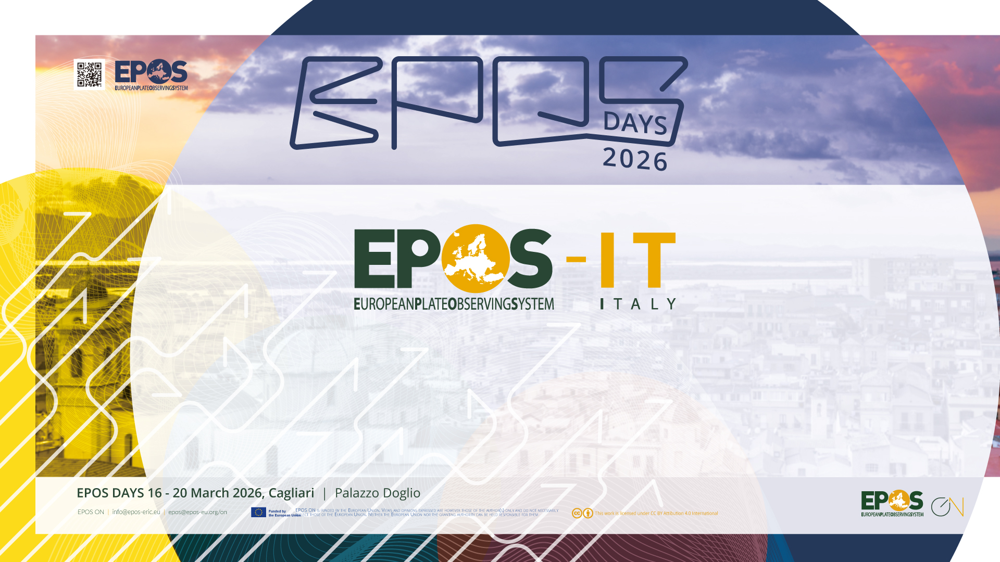 EPOS
EUROPEANPLATEOBSERVINGSYSTEM
EPOS
DAYS
2026
EPOS - IT
EUROPEANPLATEOBSERVINGSYSTEM ITALY
EPOS DAYS 16 - 20 March 2026, Cagliari | Palazzo Doglio
EPOS ON | info@epos-eric.eu | epos@epos-eu.org/on
Funded by
the European Union
EPOS ON is funded by the European Union. Views and opinions expressed are however those of the author(s) only and do not necessarily
reflect those of the European Union. Neither the European Union nor the granting authority can be held responsible for them.
This work is licensed under CC BY Attibution 4.0 International
EPOS ON
EUROPEANPLATEOBSERVINGSYSTEM